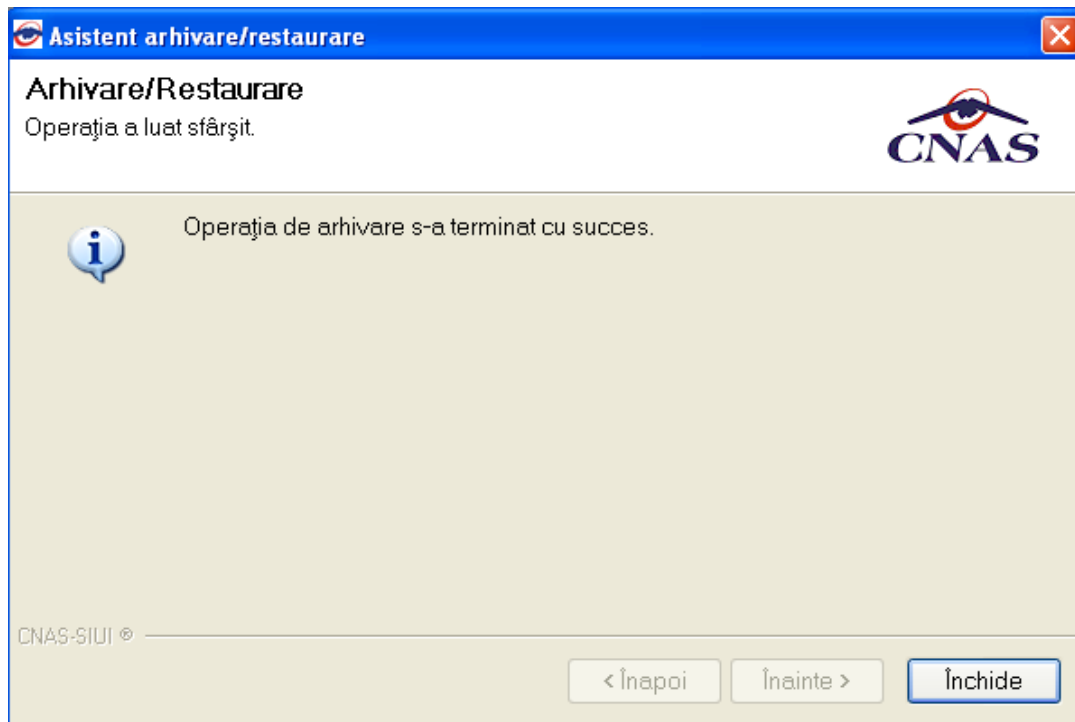 Asistent arhivare/restaurare
Arhivare/Restaurare
Operaţia a luat sfârşit.
CNAS
Operaţia de arhivare s-a terminat cu succes.
CNAS-SIUI ®
< Înapoi
Înainte >
Închide